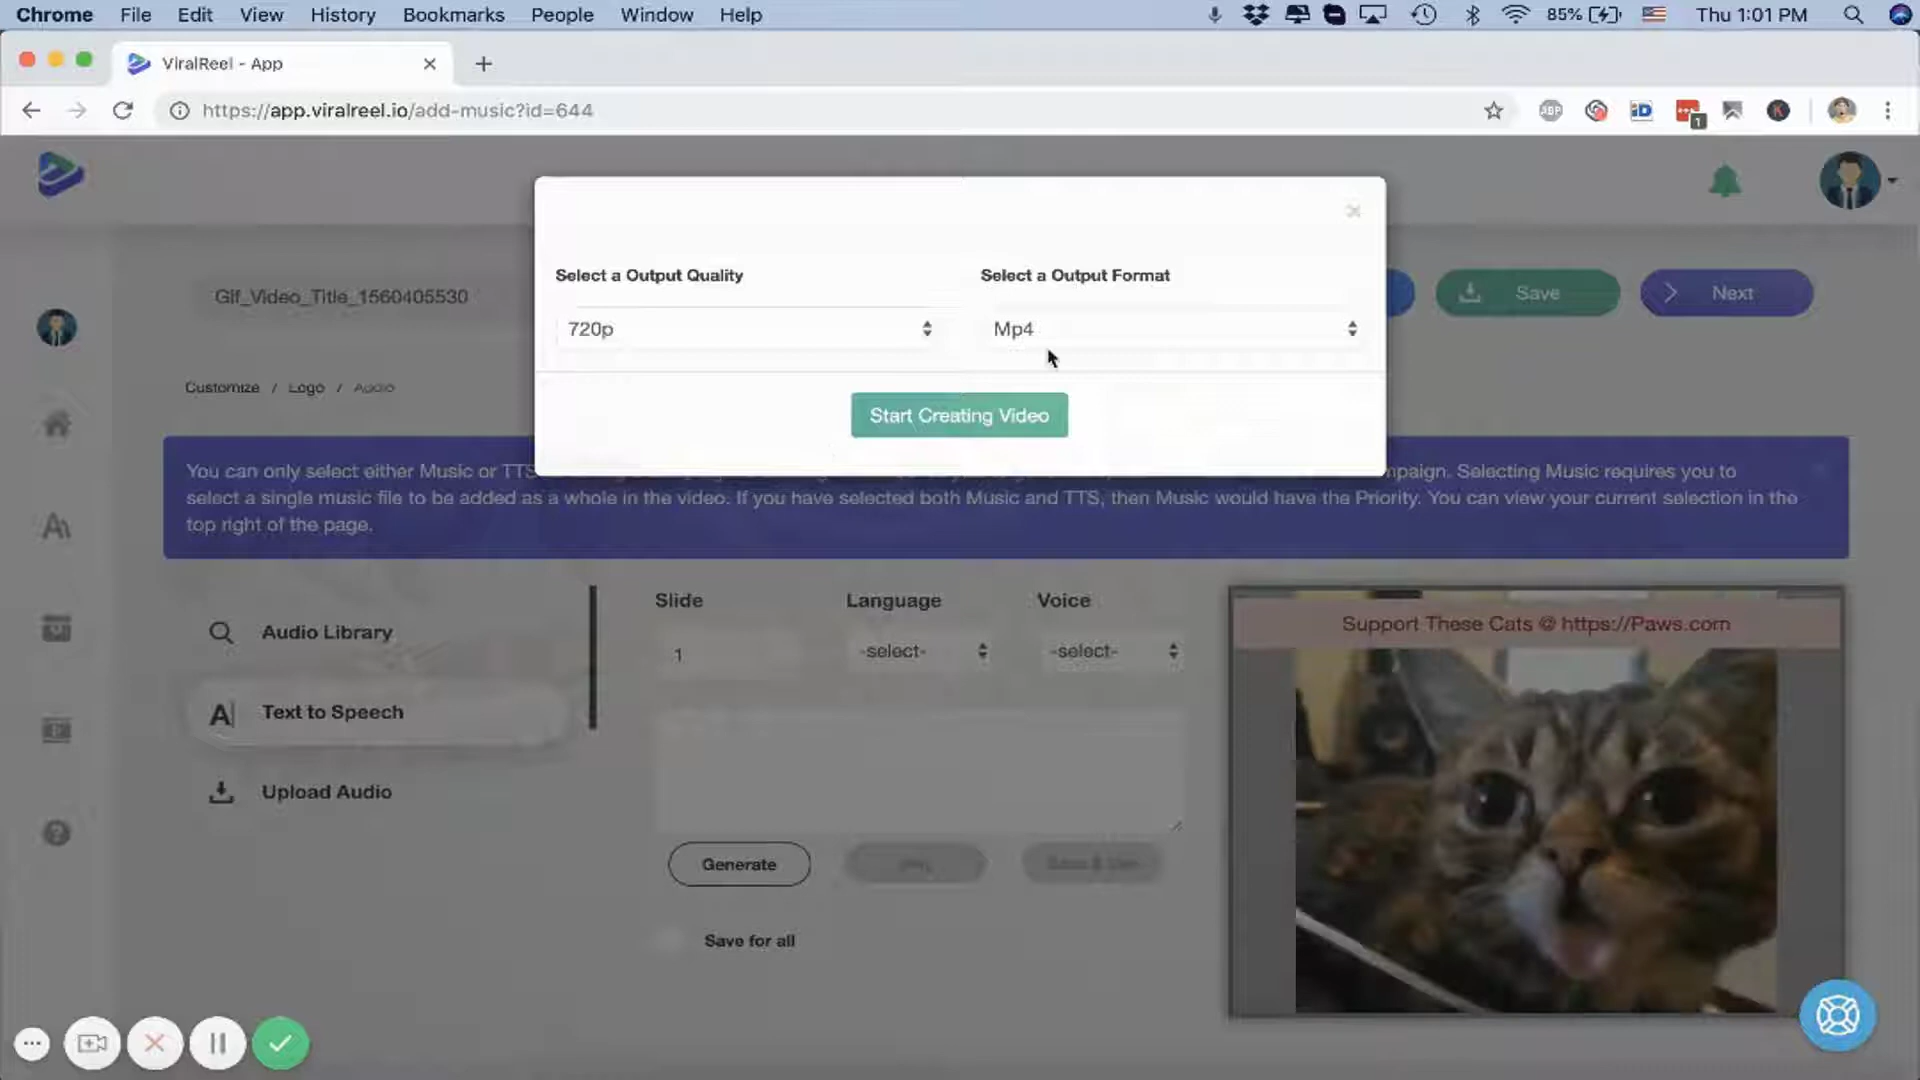 Chrome File Edit View History Bookmarks People Window Help 85% Thu 1:01 PM
ViralReel - App
https://app.viralreel.io/add-music?id=644
ABP
iD
1
K
Select a Output Quality Select a Output Format
720p Mp4
Start Creating Video
Gif_Video_Title_1560405530 Save Next
Customize / Logo / Audio
You can only select either Music or TTS mpaign. Selecting Music requires you to
select a single music file to be added as a whole in the video. If you have selected both Music and TTS, then Music would have the Priority. You can view your current selection in the
top right of the page.
Audio Library
Text to Speech
Upload Audio
Slide Language Voice
1 -select- -select-
Generate
Save for all
Support These Cats @ https://Paws.com